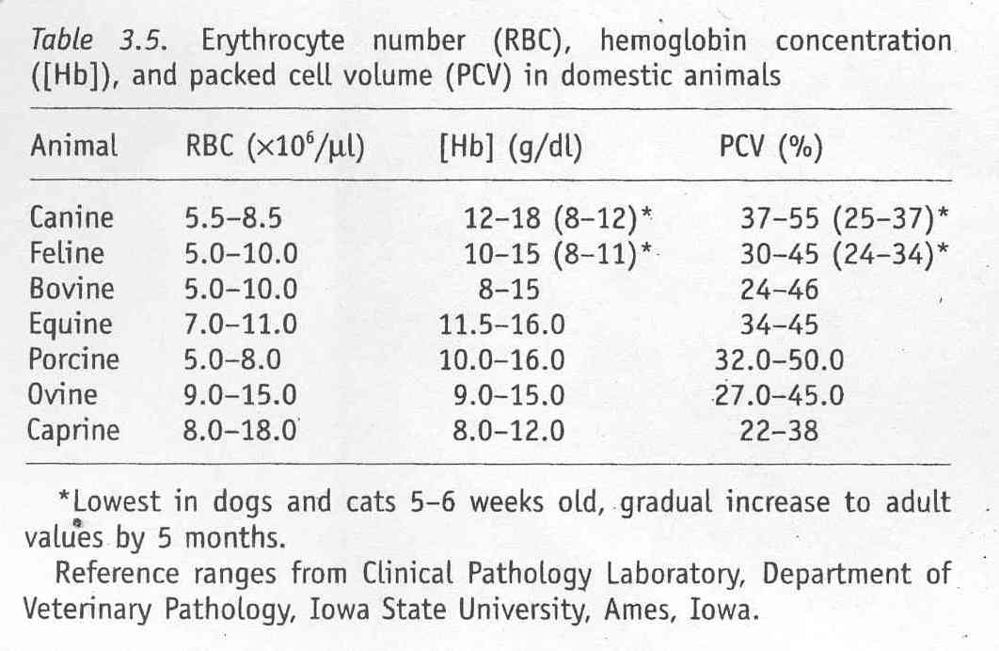 Table 3.5. Erythrocyte number (RBC), hemoglobin concentration
([Hb]), and packed cell volume (PCV) in domestic animals
Animal RBC (x10⁶/µl) [Hb] (g/dl) PCV (%)
Canine 5.5–8.5 12–18 (8–12)* 37–55 (25–37)*
Feline 5.0–10.0 10–15 (8–11)* 30–45 (24–34)*
Bovine 5.0–10.0 8–15 24–46
Equine 7.0–11.0 11.5–16.0 34–45
Porcine 5.0–8.0 10.0–16.0 32.0–50.0
Ovine 9.0–15.0 9.0–15.0 27.0–45.0
Caprine 8.0–18.0 8.0–12.0 22–38
*Lowest in dogs and cats 5–6 weeks old, gradual increase to adult
values by 5 months.
Reference ranges from Clinical Pathology Laboratory, Department of
Veterinary Pathology, Iowa State University, Ames, Iowa.